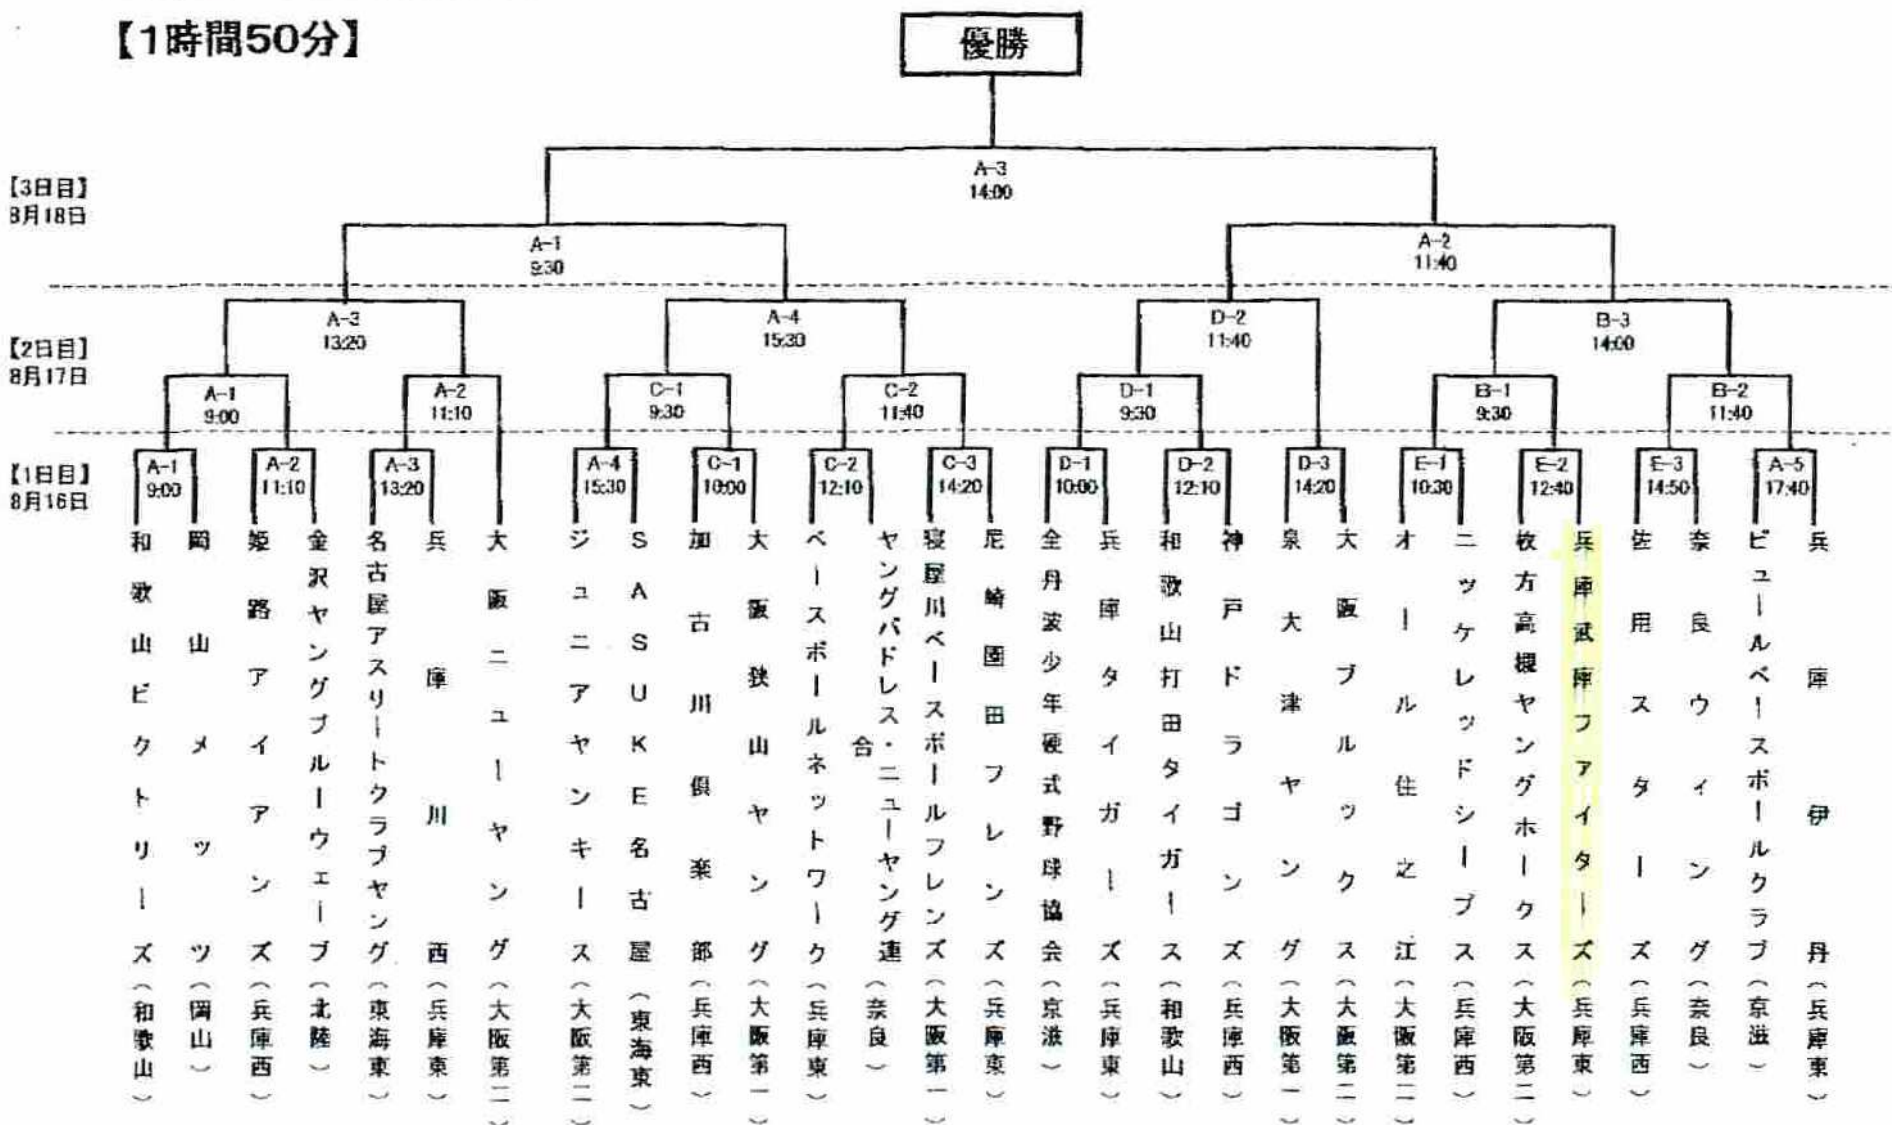 【1時間50分】
優勝
【3日目】
8月18日
A-3
14:00
A-1
9:30
A-2
11:40
【2日目】
8月17日
A-3
13:20
A-4
15:30
D-2
11:40
B-3
14:00
A-1
9:00
A-2
11:10
C-1
9:30
C-2
11:40
D-1
9:30
B-1
9:30
B-2
11:40
【1日目】
8月16日
A-1
9:00
A-2
11:10
A-3
13:20
A-4
15:30
C-1
10:00
C-2
12:10
C-3
14:20
D-1
10:00
D-2
12:10
D-3
14:20
E-1
10:30
E-2
12:40
E-3
14:50
A-5
17:40
和歌山ビクトリーズ(和歌山)
岡山メッツ(岡山)
姫路アイアンズ(兵庫西)
金沢ヤングブルーウェーブ(北陸)
名古屋アスリートクラブヤング(東海東)
兵庫川西(兵庫東)
大阪ニューヤング(大阪第二)
ジュニアヤンキース(大阪第二)
SASUKE名古屋(東海東)
加古川倶楽部(兵庫西)
大阪狭山ヤング(大阪第一)
ベースボールネットワーク(兵庫東)
ヤングパドレス・ニューヤング連合(奈良)
寝屋川ベースボールフレンズ(大阪第一)
尼崎園田フレンズ(兵庫東)
全丹波少年硬式野球協会(京滋)
兵庫タイガーズ(兵庫東)
和歌山打田タイガース(和歌山)
神戸ドラゴンズ(兵庫西)
泉大津ヤング(大阪第一)
大阪ブルックス(大阪第二)
オール住之江(大阪第二)
ニッケレッドシープス(兵庫西)
枚方高槻ヤングホークス(大阪第二)
兵庫武庫ファイターズ(兵庫東)
佐用スターズ(兵庫西)
奈良ウィング(奈良)
ビュールベースボールクラブ(京滋)
兵庫伊丹(兵庫東)